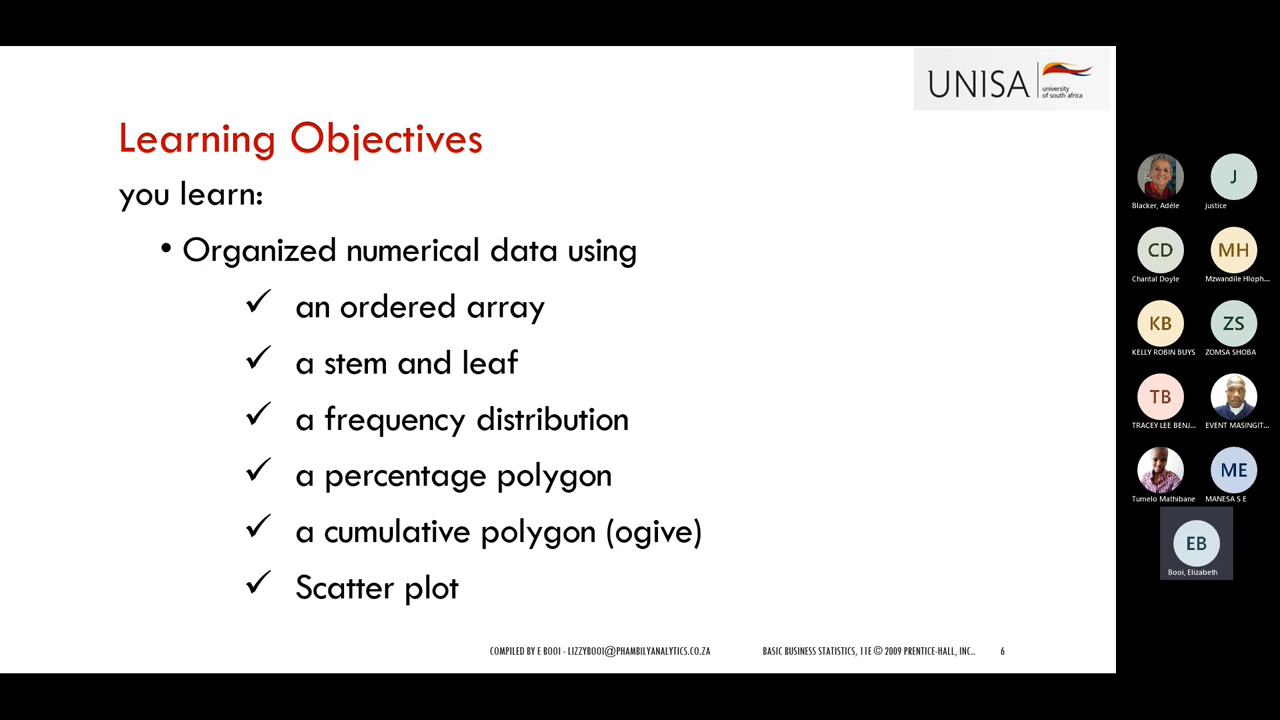 UNISA
university
of south africa
Learning Objectives
you learn:
• Organized numerical data using
✓ an ordered array
✓ a stem and leaf
✓ a frequency distribution
✓ a percentage polygon
✓ a cumulative polygon (ogive)
✓ Scatter plot
COMPILED BY E BOOI - LIZZYBOOI@PHAMBILYANALYTICS.CO.ZA BASIC BUSINESS STATISTICS, 11E © 2009 PRENTICE-HALL, INC.. 6
J
Blacker, Adéle justice
CD MH
Chantal Doyle Mzwandile Hloph...
KB ZS
KELLY ROBIN BUYS ZOMSA SHOBA
TB
TRACEY LEE BENJ... EVENT MASINGIT...
ME
Tumelo Mathibane MANESA S E
EB
Booi, Elizabeth